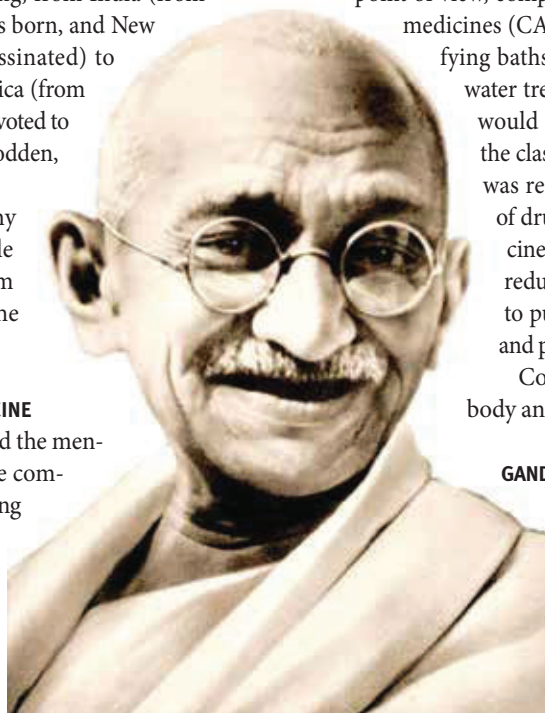 ng, from India (from
s born, and New
ssinated) to
ica (from
voted to
odden,
ny
le
m
ne
CINE
d the men-
e com-
ng
point of view, comp
medicines (CA
fying baths
water tre
would
the clas
was re
of dru
cine
redu
to pu
and p
Co
body an
GAND